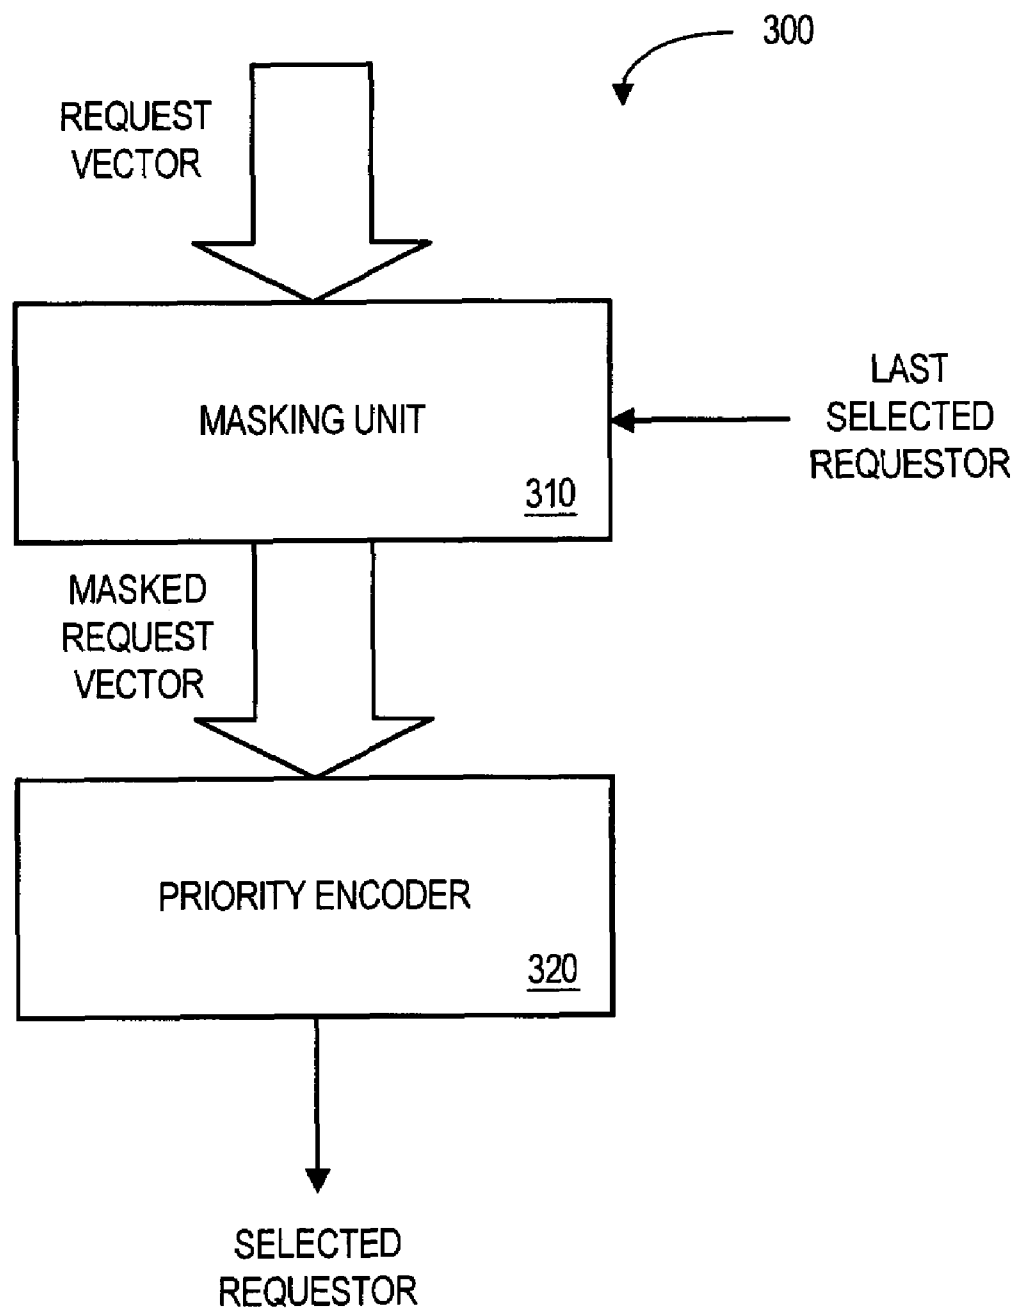 300
REQUEST
VECTOR
LAST
SELECTED
REQUESTOR
MASKING UNIT
310
MASKED
REQUEST
VECTOR
PRIORITY ENCODER
320
SELECTED
REQUESTOR